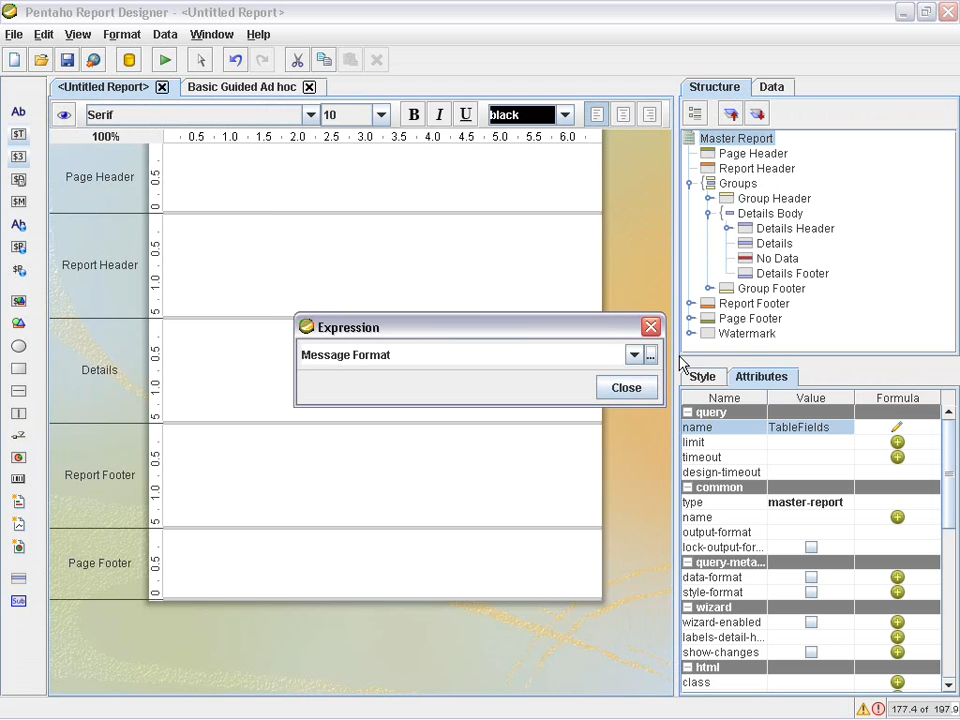 Pentaho Report Designer - <Untitled Report>
File Edit View Format Data Window Help
<Untitled Report> Basic Guided Ad hoc
Structure Data
Serif 10 B I U black
100% 0.5 1.0 1.5 2.0 2.5 3.0 3.5 4.0 4.5 5.0 5.5 6.0
Page Header
Report Header
Details
Report Footer
Page Footer
Ab
Master Report
Page Header
Report Header
Groups
Group Header
Details Body
Details Header
Details
No Data
Details Footer
Group Footer
Report Footer
Page Footer
Watermark
Expression
Message Format ...
Close
Style Attributes
Name Value Formula
query
name TableFields
limit
timeout
design-timeout
common
type master-report
name
output-format
lock-output-for...
query-meta...
data-format
style-format
wizard
wizard-enabled
labels-detail-h...
show-changes
html
class
177.4 of 197.9